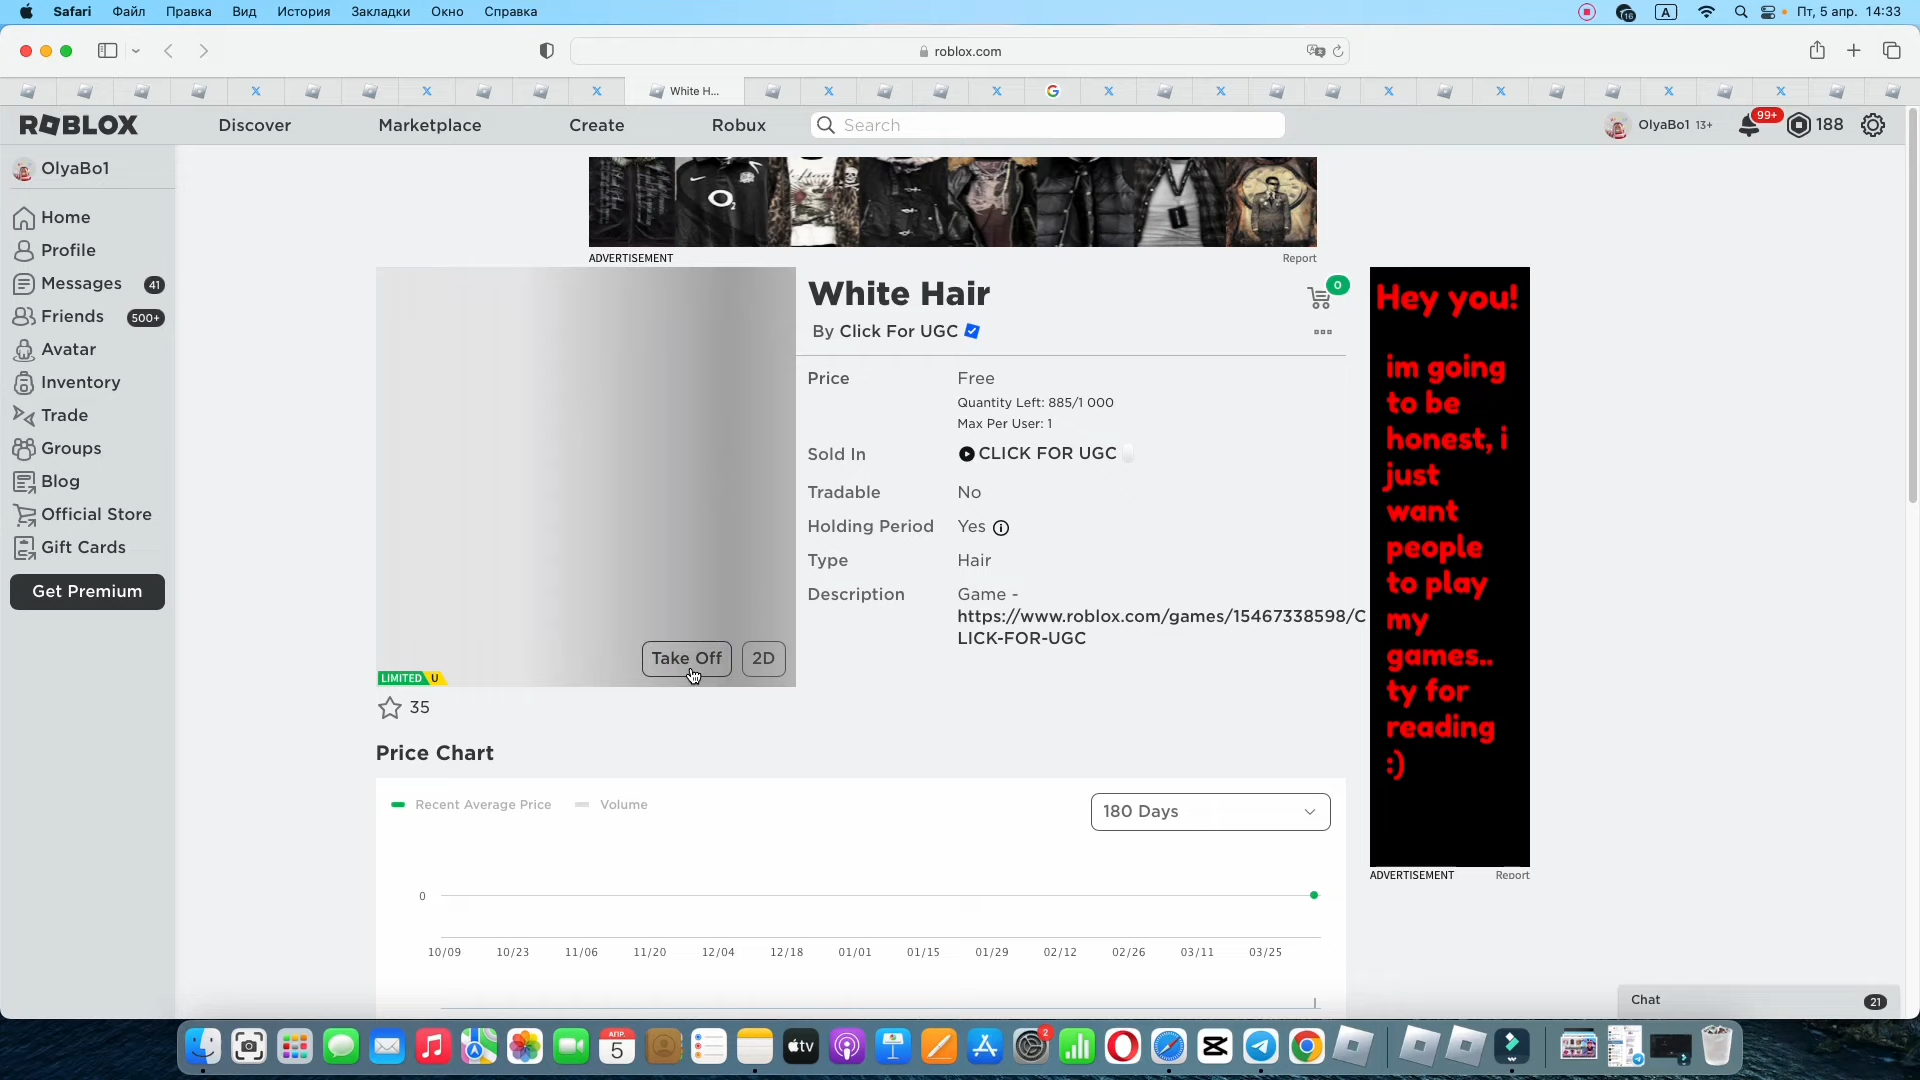 Safari Файл Правка Вид История Закладки Окно Справка
16 A Пт, 5 апр. 14:33
roblox.com
White H...
ROBLOX Discover Marketplace Create Robux Search
OlyaBo1 13+ 99+ 188
OlyaBo1
Home
Profile
Messages 41
Friends 500+
Avatar
Inventory
Trade
Groups
Blog
Official Store
Gift Cards
Get Premium
O2
ADVERTISEMENT Report
White Hair
0
By Click For UGC
Price Free
Quantity Left: 885/1 000
Max Per User: 1
Sold In CLICK FOR UGC
Tradable No
Holding Period Yes
Type Hair
Description Game -
https://www.roblox.com/games/15467338598/C
LICK-FOR-UGC
Take Off 2D
LIMITED U
35
Price Chart
Recent Average Price Volume
180 Days
0
10/09 10/23 11/06 11/20 12/04 12/18 01/01 01/15 01/29 02/12 02/26 03/11 03/25
Hey you!
im going
to be
honest, i
just
want
people
to play
my
games..
ty for
reading
:)
ADVERTISEMENT Report
Chat 21
АПР.
5
tv
2